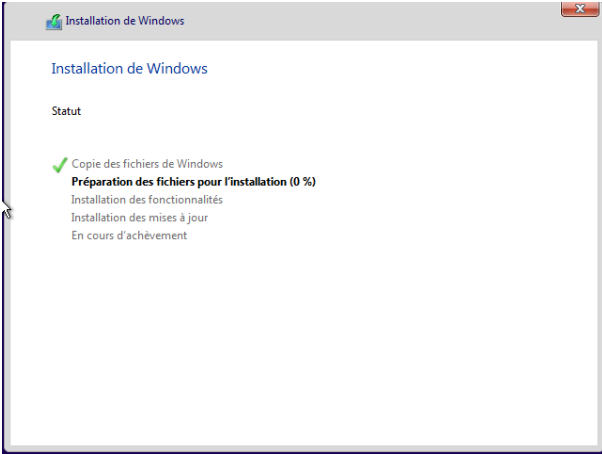 Installation de Windows
Installation de Windows
Statut
Copie des fichiers de Windows
Préparation des fichiers pour l'installation (0 %)
Installation des fonctionnalités
Installation des mises à jour
En cours d'achèvement